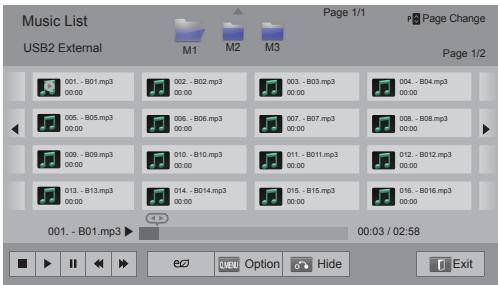 Music List
Page 1/1
P Page Change
USB2 External
M1
M2
M3
Page 1/2
001. - B01.mp3
00:00
002. - B02.mp3
00:00
003. - B03.mp3
00:00
004. - B04.mp3
00:00
005. - B05.mp3
00:00
006. - B06.mp3
00:00
007. - B07.mp3
00:00
008. - B08.mp3
00:00
009. - B09.mp3
00:00
010. - B10.mp3
00:00
011. - B011.mp3
00:00
012. - B012.mp3
00:00
013. - B13.mp3
00:00
014. - B014.mp3
00:00
015. - B15.mp3
00:00
016. - B016.mp3
00:00
001. - B01.mp3
00:03 / 02:58
Q.MENU Option
Hide
Exit